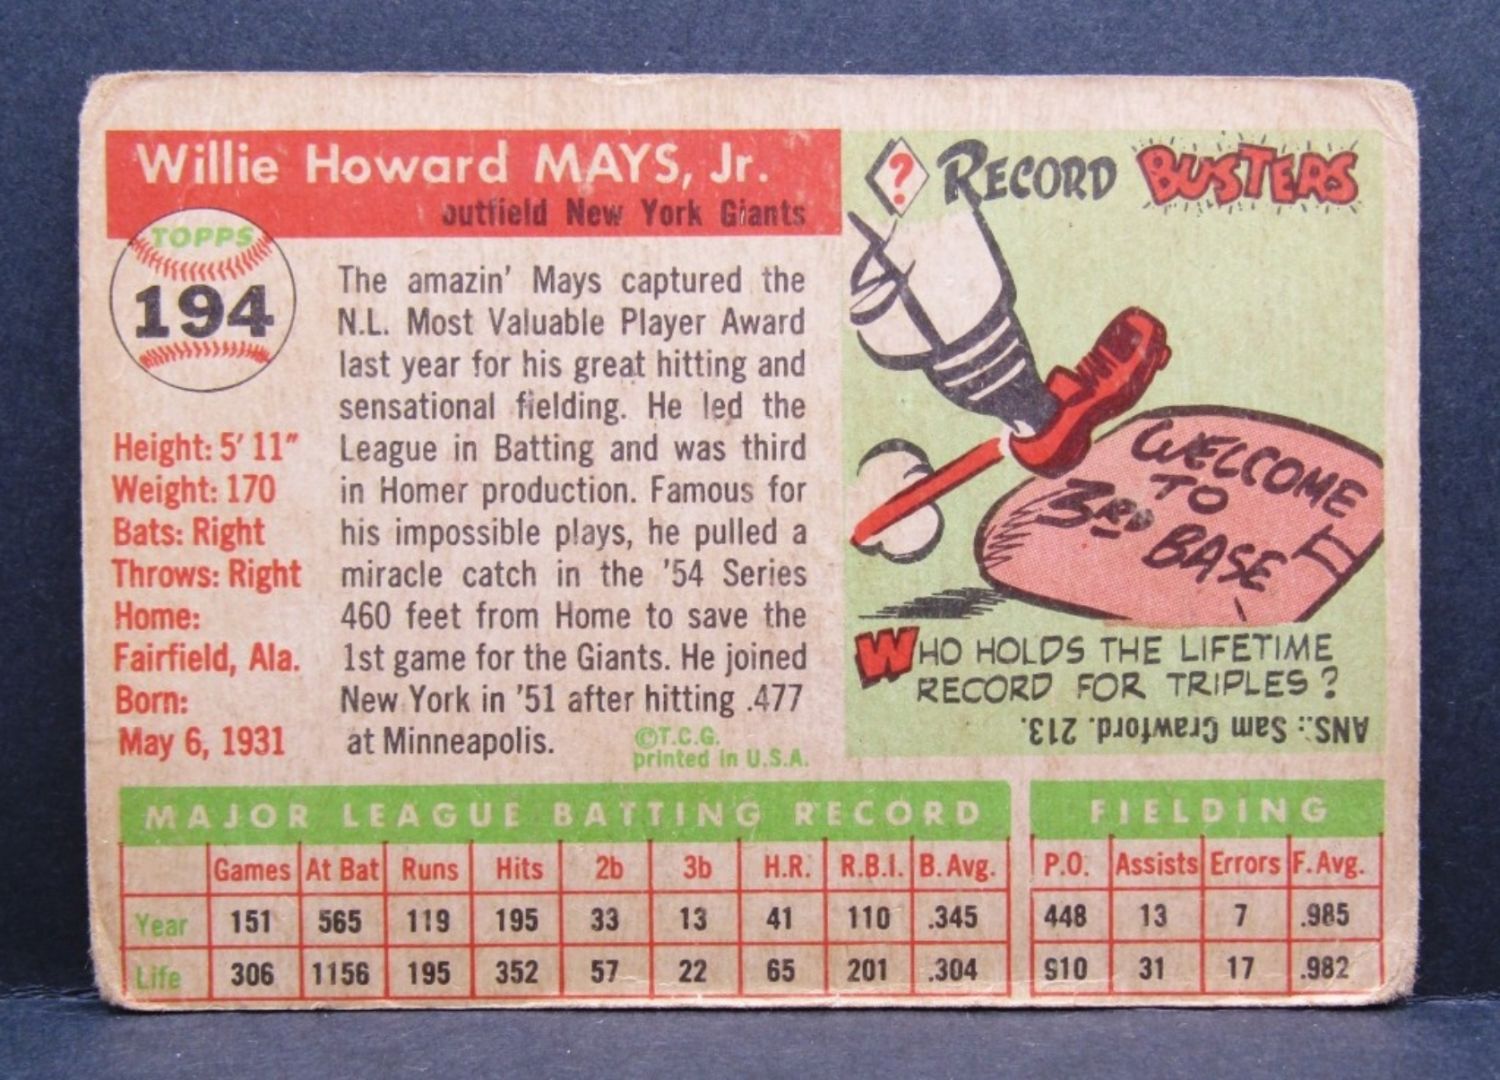 Willie Howard MAYS, Jr.
outfield New York Giants
TOPPS
194
Height: 5' 11"
Weight: 170
Bats: Right
Throws: Right
Home:
Fairfield, Ala.
Born:
May 6, 1931
The amazin' Mays captured the
N.L. Most Valuable Player Award
last year for his great hitting and
sensational fielding. He led the
League in Batting and was third
in Homer production. Famous for
his impossible plays, he pulled a
miracle catch in the '54 Series
460 feet from Home to save the
1st game for the Giants. He joined
New York in '51 after hitting .477
at Minneapolis.
©T.C.G.
printed in U.S.A.
? RECORD BUSTERS
WELCOME
TO
3RD BASE
WHO HOLDS THE LIFETIME
RECORD FOR TRIPLES?
ANS.: Sam Crawford. 213.
MAJOR LEAGUE BATTING RECORD FIELDING
Games At Bat Runs Hits 2b 3b H.R. R.B.I. B. Avg. P.O. Assists Errors F. Avg.
Year 151 565 119 195 33 13 41 110 .345 448 13 7 .985
Life 306 1156 195 352 57 22 65 201 .304 910 31 17 .982